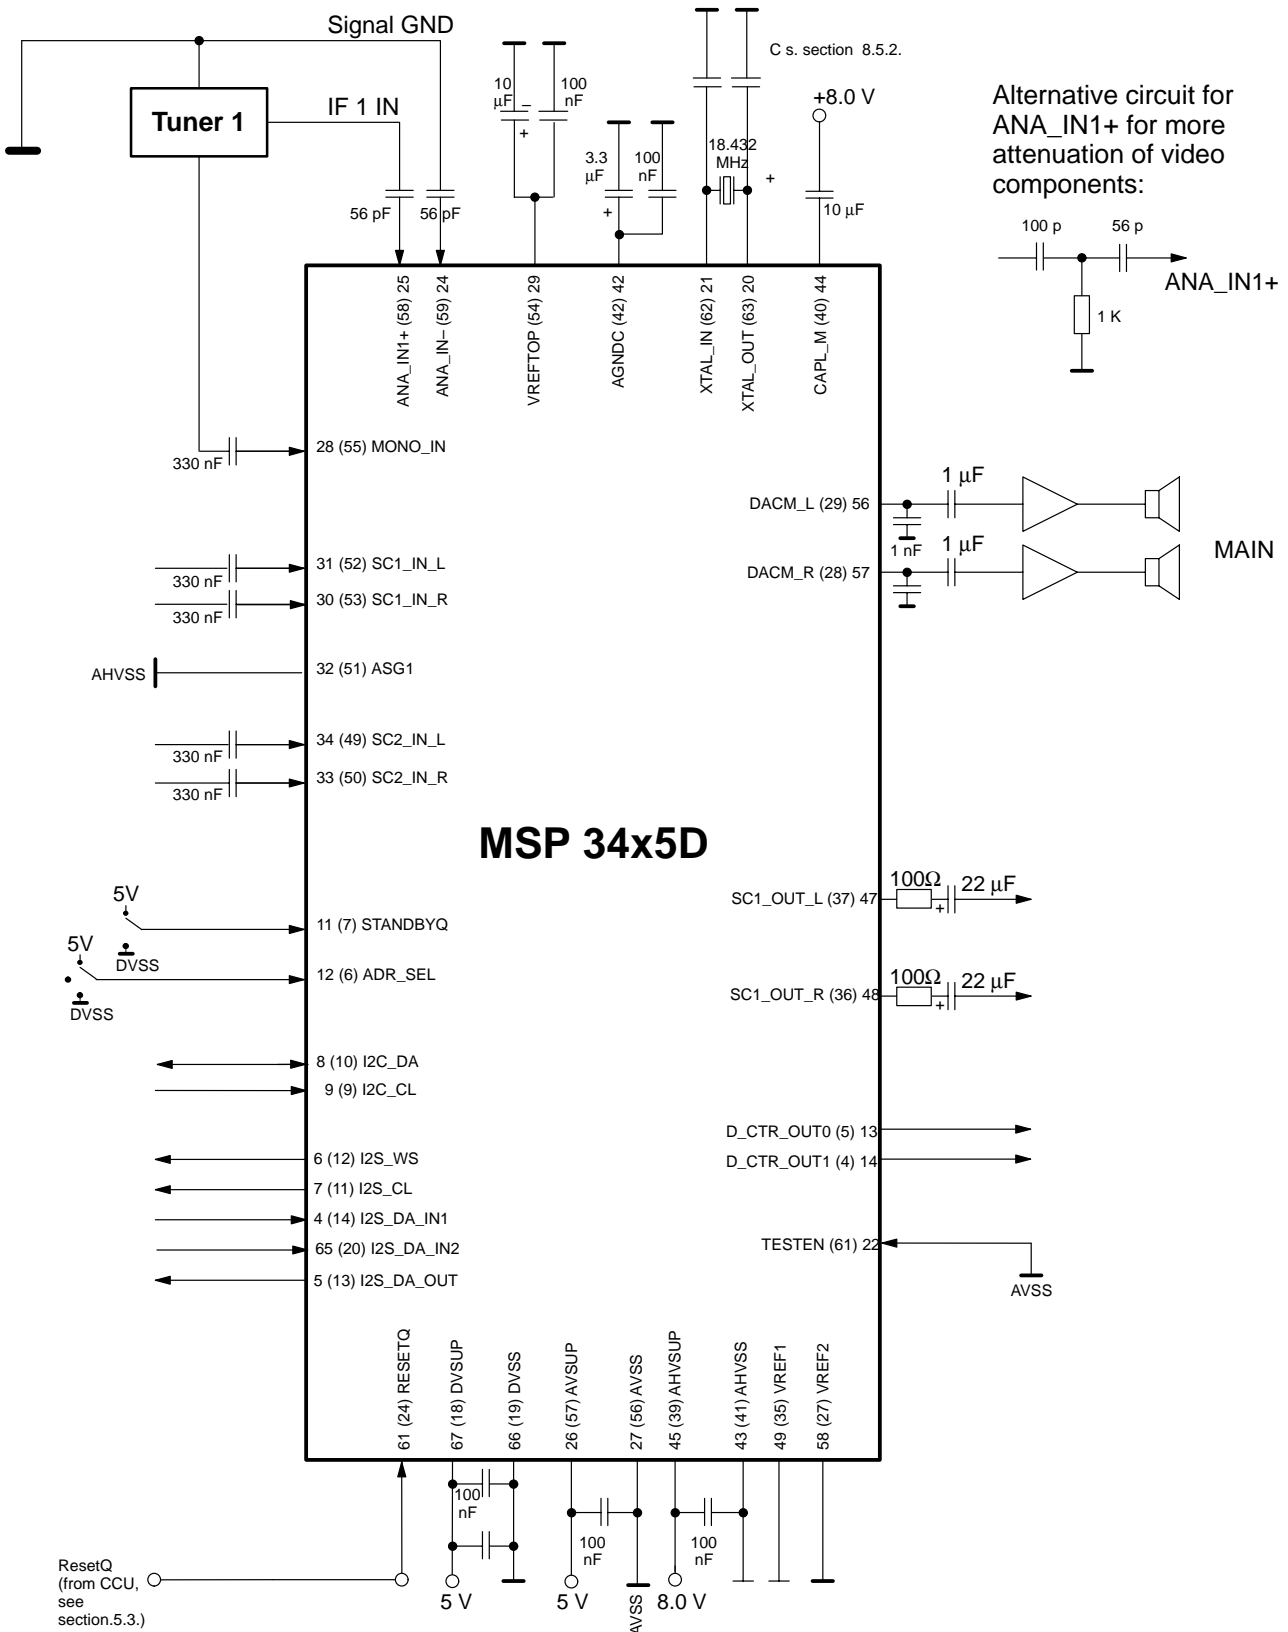 Signal GND
Tuner 1
IF 1 IN
56 pF
56 pF
10
μF
–
+
100
nF
3.3
μF
+
100
nF
C s. section 8.5.2.
18.432
MHz
+
+8.0 V
10 μF
Alternative circuit for
ANA_IN1+ for more
attenuation of video
components:
100 p
56 p
ANA_IN1+
1 K
ANA_IN1+ (58) 25
ANA_IN– (59) 24
VREFTOP (54) 29
AGNDC (42) 42
XTAL_IN (62) 21
XTAL_OUT (63) 20
CAPL_M (40) 44
330 nF
28 (55) MONO_IN
330 nF
31 (52) SC1_IN_L
330 nF
30 (53) SC1_IN_R
AHVSS
32 (51) ASG1
330 nF
34 (49) SC2_IN_L
330 nF
33 (50) SC2_IN_R
DACM_L (29) 56
1 μF
1 nF
DACM_R (28) 57
1 μF
MAIN
MSP 34x5D
5V
DVSS
11 (7) STANDBYQ
5V
DVSS
12 (6) ADR_SEL
SC1_OUT_L (37) 47
100Ω
+
22 μF
SC1_OUT_R (36) 48
100Ω
+
22 μF
8 (10) I2C_DA
9 (9) I2C_CL
6 (12) I2S_WS
7 (11) I2S_CL
4 (14) I2S_DA_IN1
65 (20) I2S_DA_IN2
5 (13) I2S_DA_OUT
D_CTR_OUT0 (5) 13
D_CTR_OUT1 (4) 14
TESTEN (61) 22
AVSS
61 (24) RESETQ
67 (18) DVSUP
66 (19) DVSS
26 (57) AVSUP
27 (56) AVSS
45 (39) AHVSUP
43 (41) AHVSS
49 (35) VREF1
58 (27) VREF2
100
nF
100
nF
100
nF
ResetQ
(from CCU,
see
section.5.3.)
5 V
5 V
AVSS
8.0 V